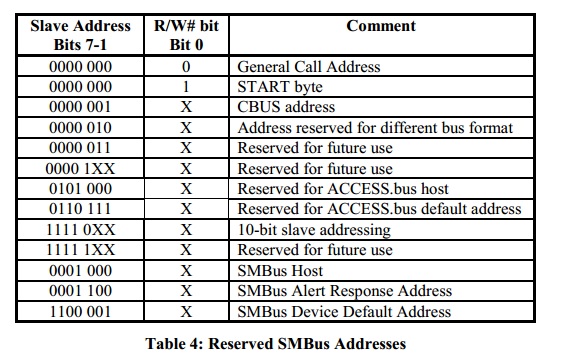 Slave Address R/W# bit Comment
Bits 7-1 Bit 0
0000 000 0 General Call Address
0000 000 1 START byte
0000 001 X CBUS address
0000 010 X Address reserved for different bus format
0000 011 X Reserved for future use
0000 1XX X Reserved for future use
0101 000 X Reserved for ACCESS.bus host
0110 111 X Reserved for ACCESS.bus default address
1111 0XX X 10-bit slave addressing
1111 1XX X Reserved for future use
0001 000 X SMBus Host
0001 100 X SMBus Alert Response Address
1100 001 X SMBus Device Default Address
Table 4: Reserved SMBus Addresses